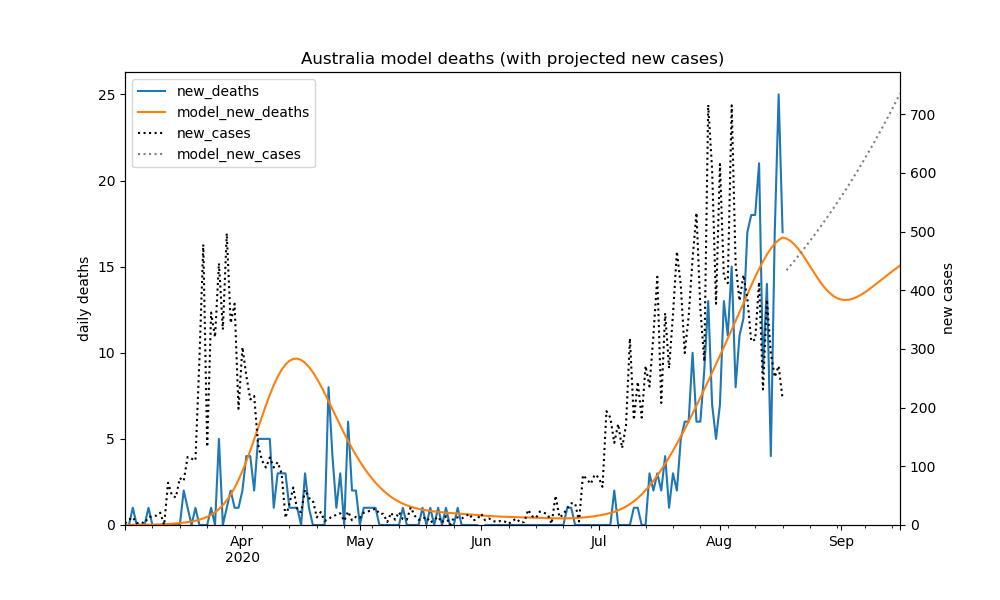 Australia model deaths (with projected new cases)
new_deaths
model_new_deaths
new_cases
model_new_cases
daily deaths
25
20
15
10
5
0
700
600
500
400
300
200
100
0
new cases
Apr
2020
May
Jun
Jul
Aug
Sep